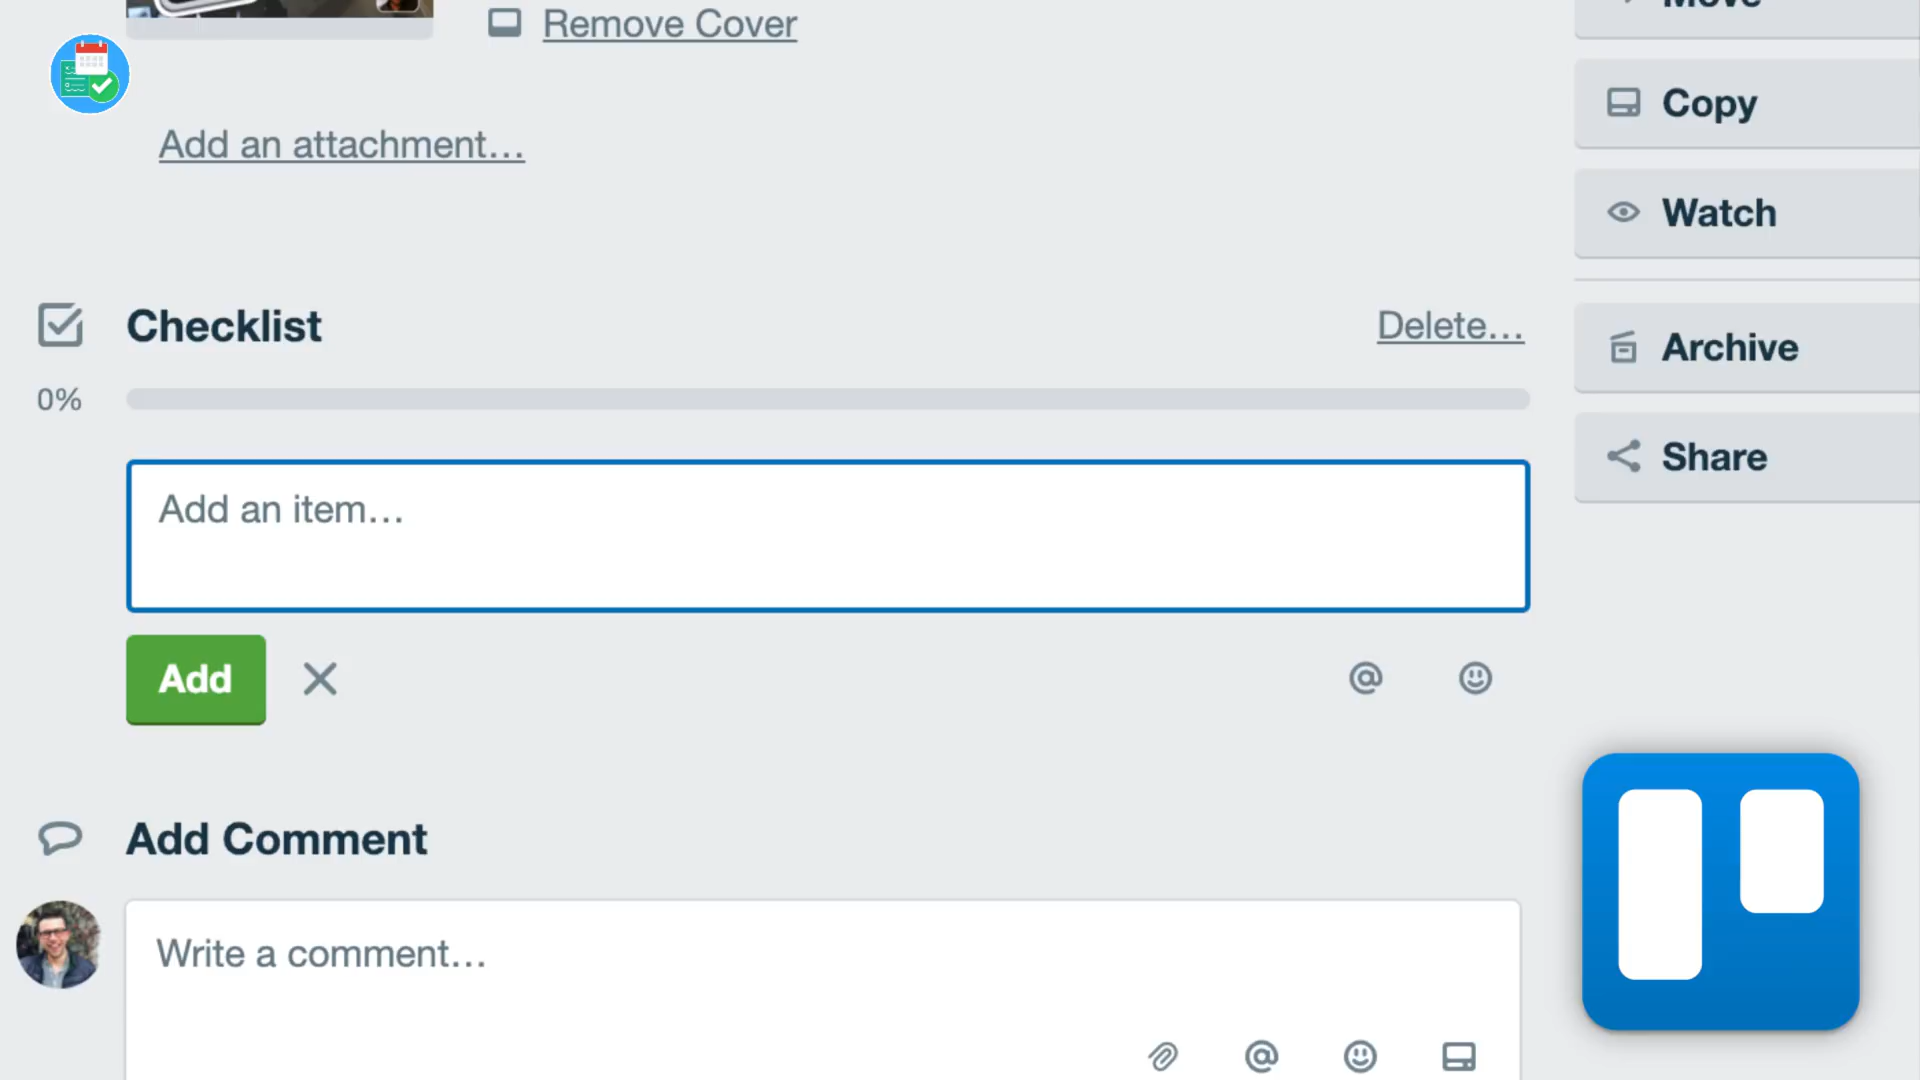 Remove Cover
Add an attachment…
Checklist
Delete…
0%
Add an item…
Add
Add Comment
Write a comment…
Move
Copy
Watch
Archive
Share